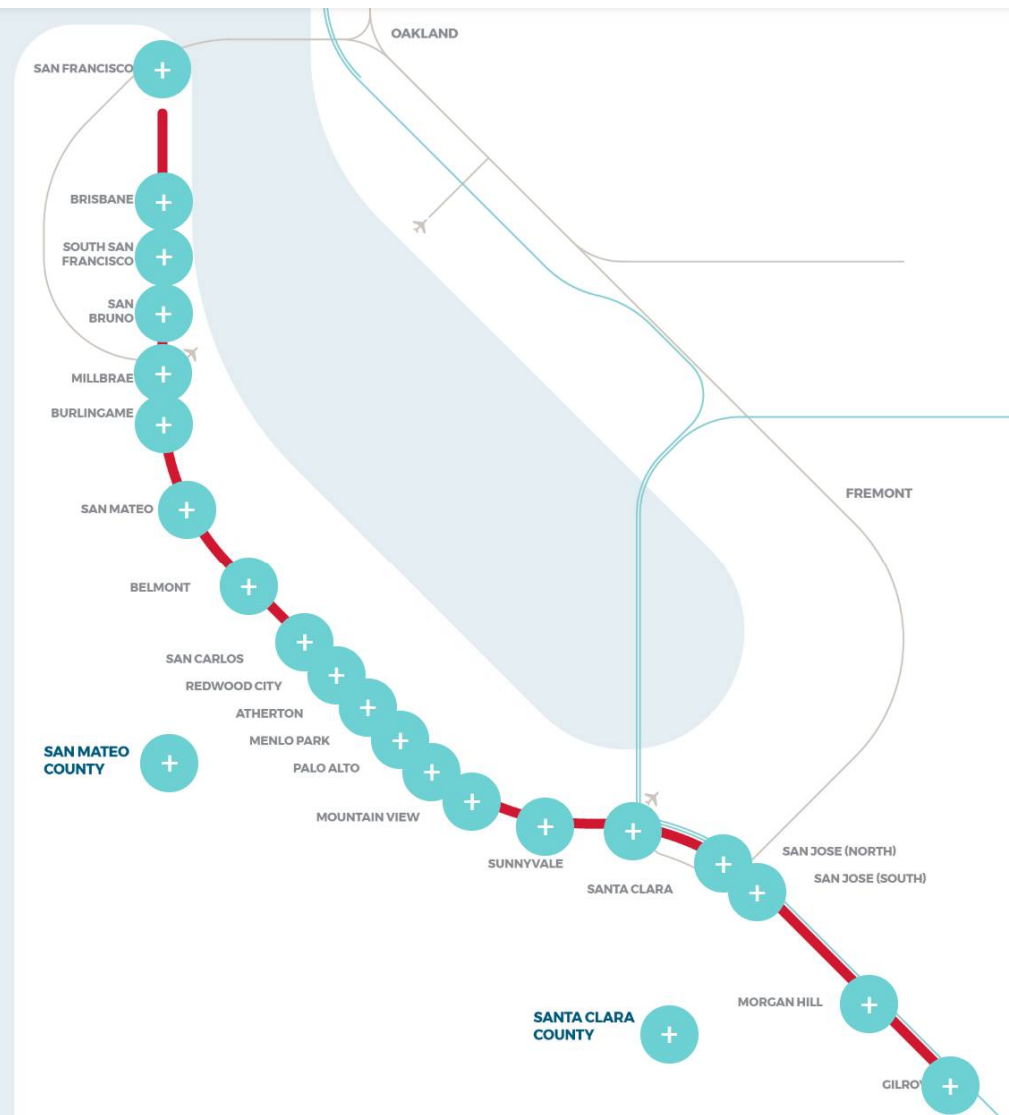 OAKLAND
SAN FRANCISCO
BRISBANE
SOUTH SAN
FRANCISCO
SAN
BRUNO
MILLBRAE
BURLINGAME
SAN MATEO
FREMONT
BELMONT
SAN CARLOS
REDWOOD CITY
ATHERTON
MENLO PARK
PALO ALTO
SAN MATEO
COUNTY
MOUNTAIN VIEW
SUNNYVALE
SANTA CLARA
SAN JOSE (NORTH)
SAN JOSE (SOUTH)
MORGAN HILL
SANTA CLARA
COUNTY
GILROY